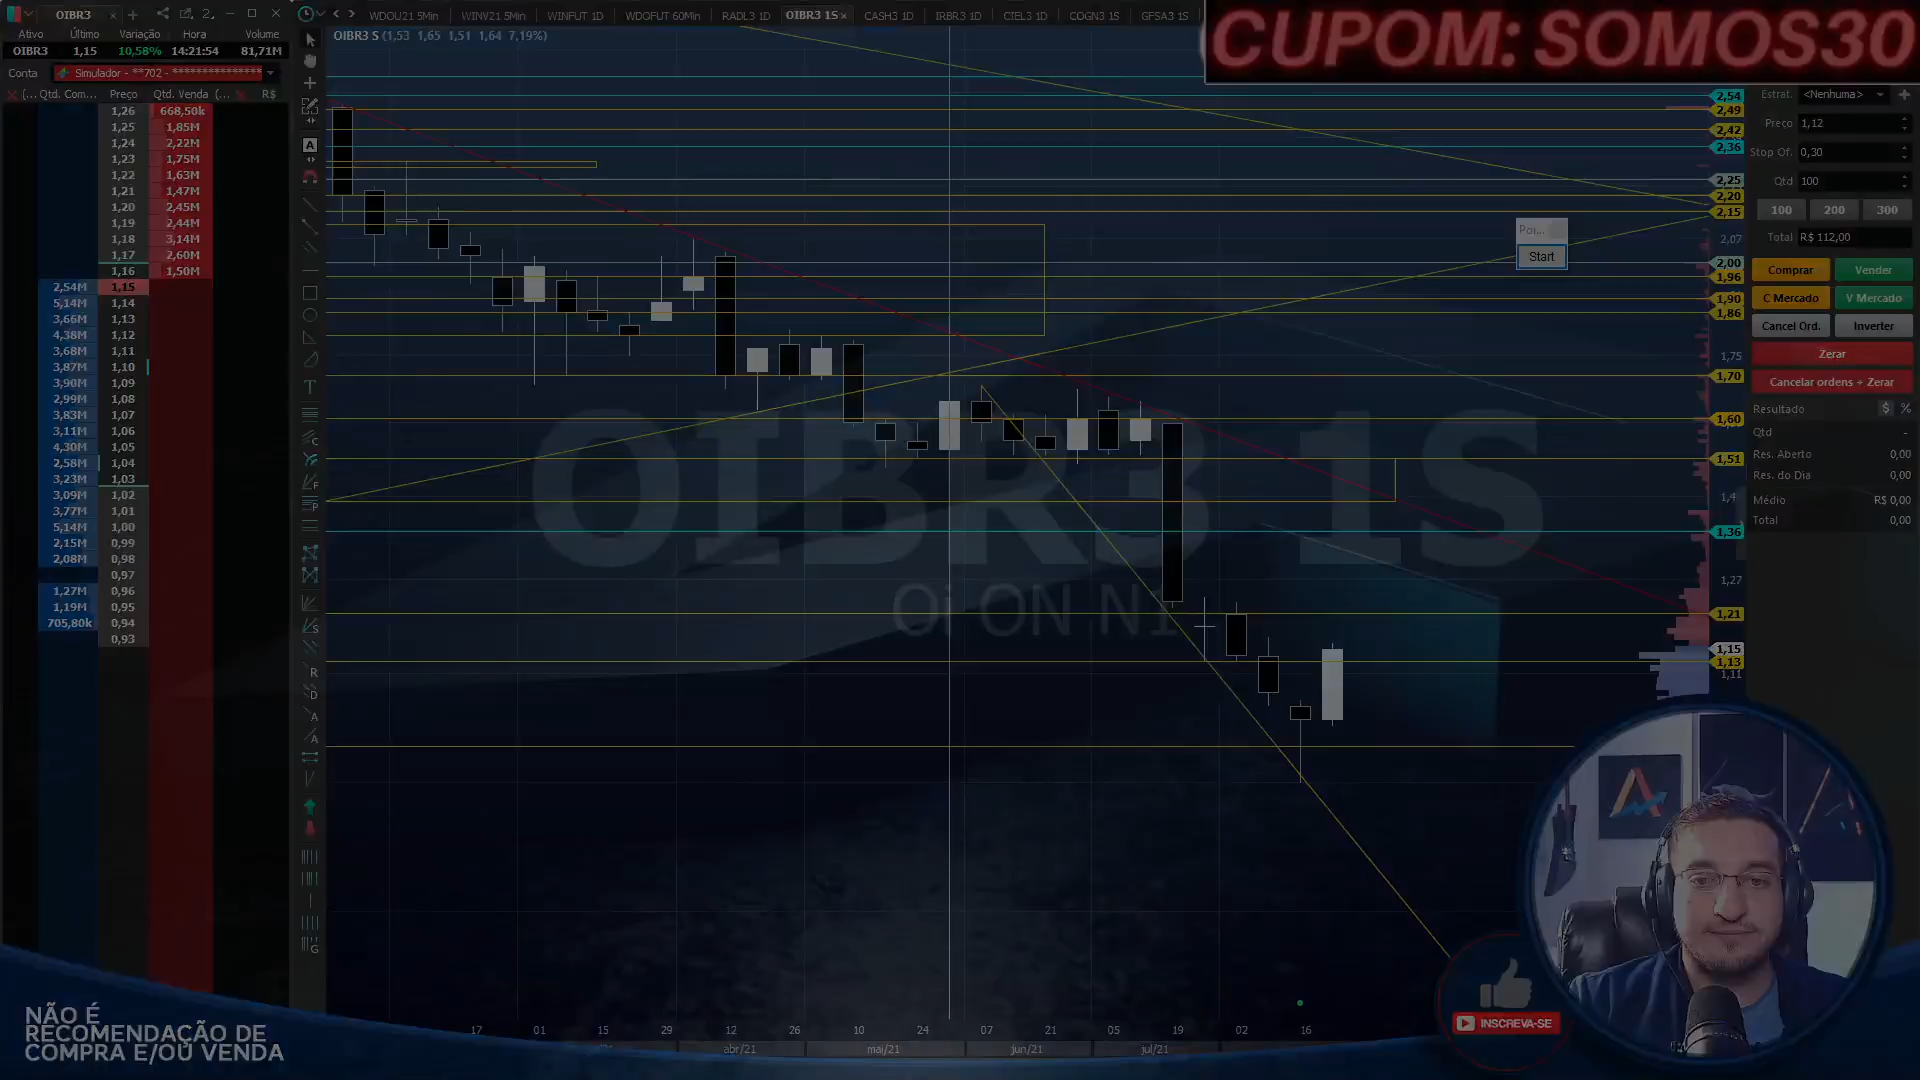 OIBR3
2
WDOU21 5Min WINV21 5Min WINFUT 1D WDOFUT 60Min RADL3 1D OIBR3 1S CASH3 1D IRBR3 1D CIEL3 1D COGN3 1S GFSA3 1S
CUPOM: SOMOS30
Ativo Último Variação Hora Volume
OIBR3 1,15 10,58% 14:21:54 81,71M
OIBR3 S (1,53 1,65 1,51 1,64 7,19%)
Conta Simulador - **702 - ***************
(... Qtd. Com... Preço Qtd. Venda (... R$
1,26 668,50k
1,25 1,85M
1,24 2,22M
1,23 1,75M
1,22 1,63M
1,21 1,47M
1,20 2,45M
1,19 2,44M
1,18 3,14M
1,17 2,60M
1,16 1,50M
2,54M 1,15
5,14M 1,14
3,66M 1,13
4,38M 1,12
3,68M 1,11
3,87M 1,10
3,90M 1,09
2,99M 1,08
3,83M 1,07
3,11M 1,06
4,30M 1,05
2,58M 1,04
3,23M 1,03
3,09M 1,02
3,77M 1,01
5,14M 1,00
2,15M 0,99
2,08M 0,98
0,97
1,27M 0,96
1,19M 0,95
705,80k 0,94
0,93
OIBR3 1S
Oi ON N1
Poi...
Start
2,54
2,49
2,42
2,36
2,25
2,20
2,15
2,07
2,00
1,96
1,90
1,86
1,75
1,70
1,60
1,51
1,4
1,36
1,27
1,21
1,15
1,13
1,11
Estrat. <Nenhuma>
Preço 1,12
Stop Of. 0,30
Qtd 100
100 200 300
Total R$ 112,00
Comprar Vender
C Mercado V Mercado
Cancel Ord. Inverter
Zerar
Cancelar ordens + Zerar
Resultado $ %
Qtd -
Res. Aberto 0,00
Res. do Dia 0,00
Médio R$ 0,00
Total 0,00
17 01 15 29 12 26 10 24 07 21 05 19 02 16
abr/21 mai/21 jun/21 jul/21
NÃO É
RECOMENDAÇÃO DE
COMPRA E/OU VENDA
INSCREVA-SE